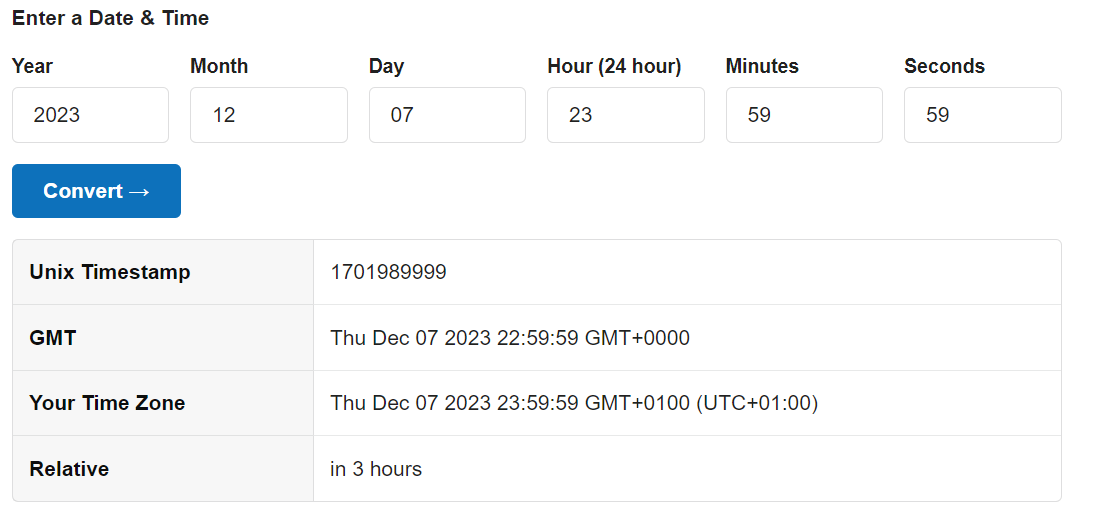 Enter a Date & Time
Year Month Day Hour (24 hour) Minutes Seconds
2023 12 07 23 59 59
Convert →
Unix Timestamp 1701989999
GMT Thu Dec 07 2023 22:59:59 GMT+0000
Your Time Zone Thu Dec 07 2023 23:59:59 GMT+0100 (UTC+01:00)
Relative in 3 hours